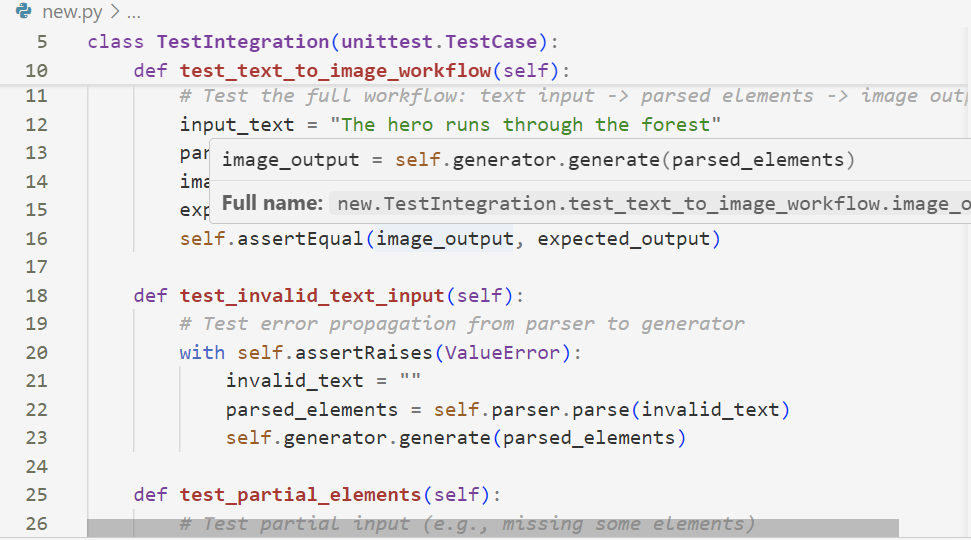 new.py > ...
5 class TestIntegration(unittest.TestCase):
10 def test_text_to_image_workflow(self):
11 # Test the full workflow: text input -> parsed elements -> image outp
12 input_text = "The hero runs through the forest"
13 par
image_output = self.generator.generate(parsed_elements)
14 ima
15 exp
Full name: new.TestIntegration.test_text_to_image_workflow.image_o
16 self.assertEqual(image_output, expected_output)
17
18 def test_invalid_text_input(self):
19 # Test error propagation from parser to generator
20 with self.assertRaises(ValueError):
21 invalid_text = ""
22 parsed_elements = self.parser.parse(invalid_text)
23 self.generator.generate(parsed_elements)
24
25 def test_partial_elements(self):
26 # Test partial input (e.g., missing some elements)